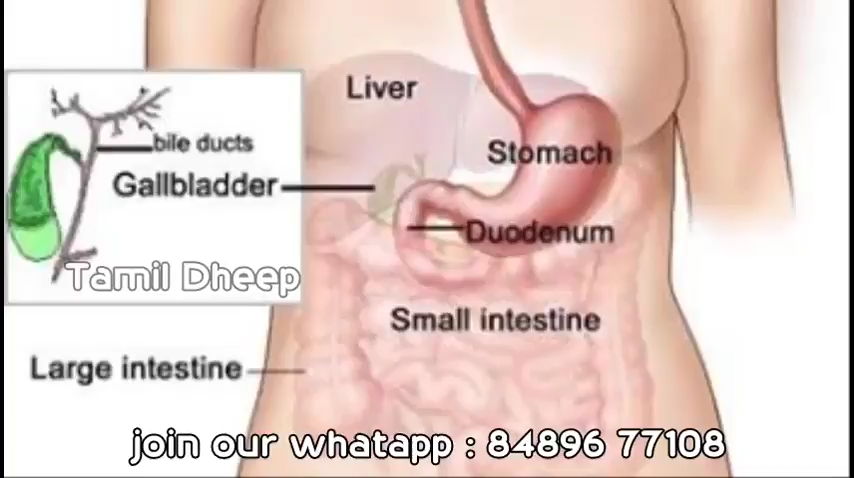 Liver
bile ducts
Stomach
Gallbladder
Duodenum
Tamil Dheep
Small intestine
Large intestine
join our whatapp : 84896 77108